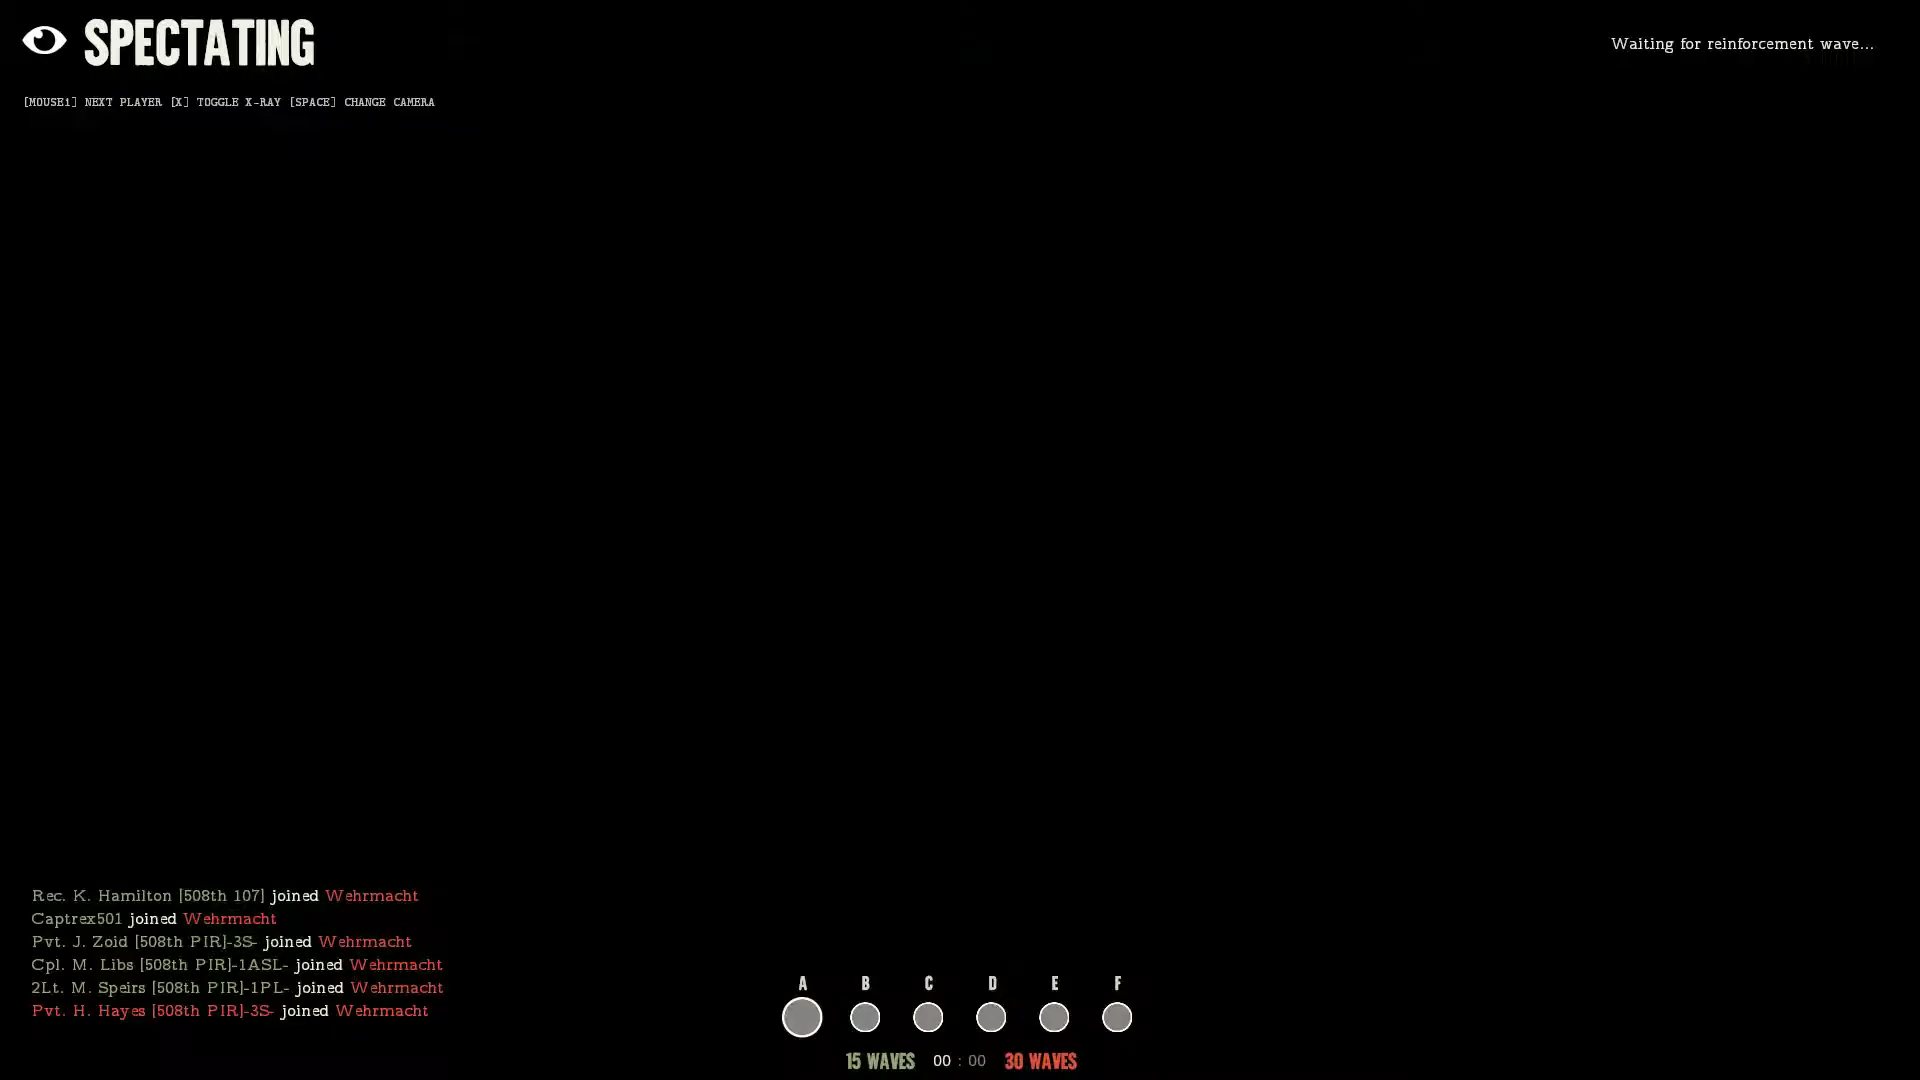 SPECTATING
Waiting for reinforcement wave...
[MOUSE1] NEXT PLAYER [X] TOGGLE X-RAY [SPACE] CHANGE CAMERA
Rec. K. Hamilton [508th 107] joined Wehrmacht
Captrex501 joined Wehrmacht
Pvt. J. Zoid [508th PIR]-3S- joined Wehrmacht
Cpl. M. Libs [508th PIR]-1ASL- joined Wehrmacht
2Lt. M. Speirs [508th PIR]-1PL- joined Wehrmacht
Pvt. H. Hayes [508th PIR]-3S- joined Wehrmacht
A B C D E F
15 WAVES 00 : 00 30 WAVES